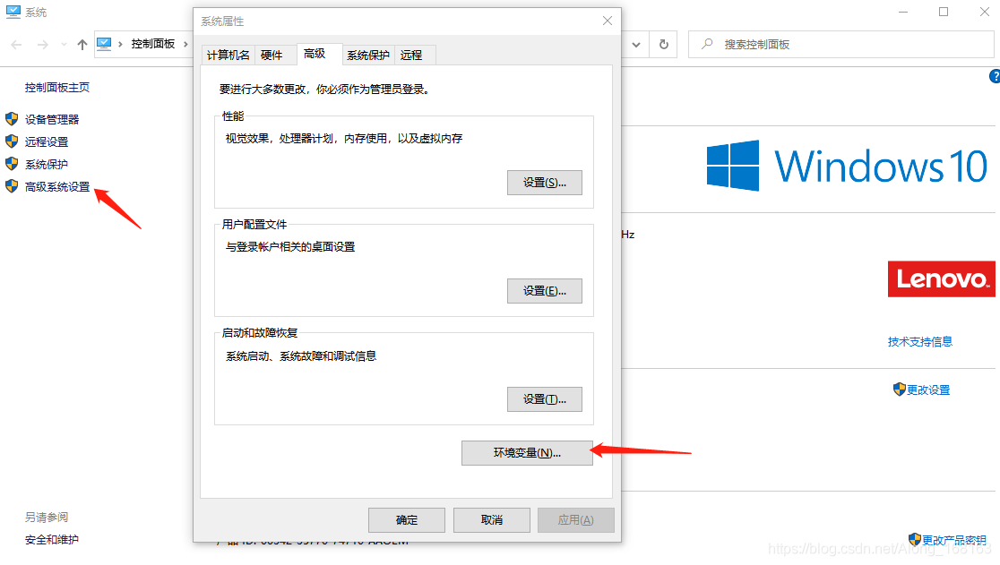 系统
控制面板
搜索控制面板
控制面板主页
设备管理器
远程设置
系统保护
高级系统设置
另请参阅
安全和维护
系统属性
计算机名 硬件 高级 系统保护 远程
要进行大多数更改，你必须作为管理员登录。
性能
视觉效果，处理器计划，内存使用，以及虚拟内存
设置(S)...
用户配置文件
与登录帐户相关的桌面设置
设置(E)...
启动和故障恢复
系统启动、系统故障和调试信息
设置(T)...
环境变量(N)...
确定 取消 应用(A)
Windows 10
Hz
Lenovo
技术支持信息
更改设置
更改产品密钥